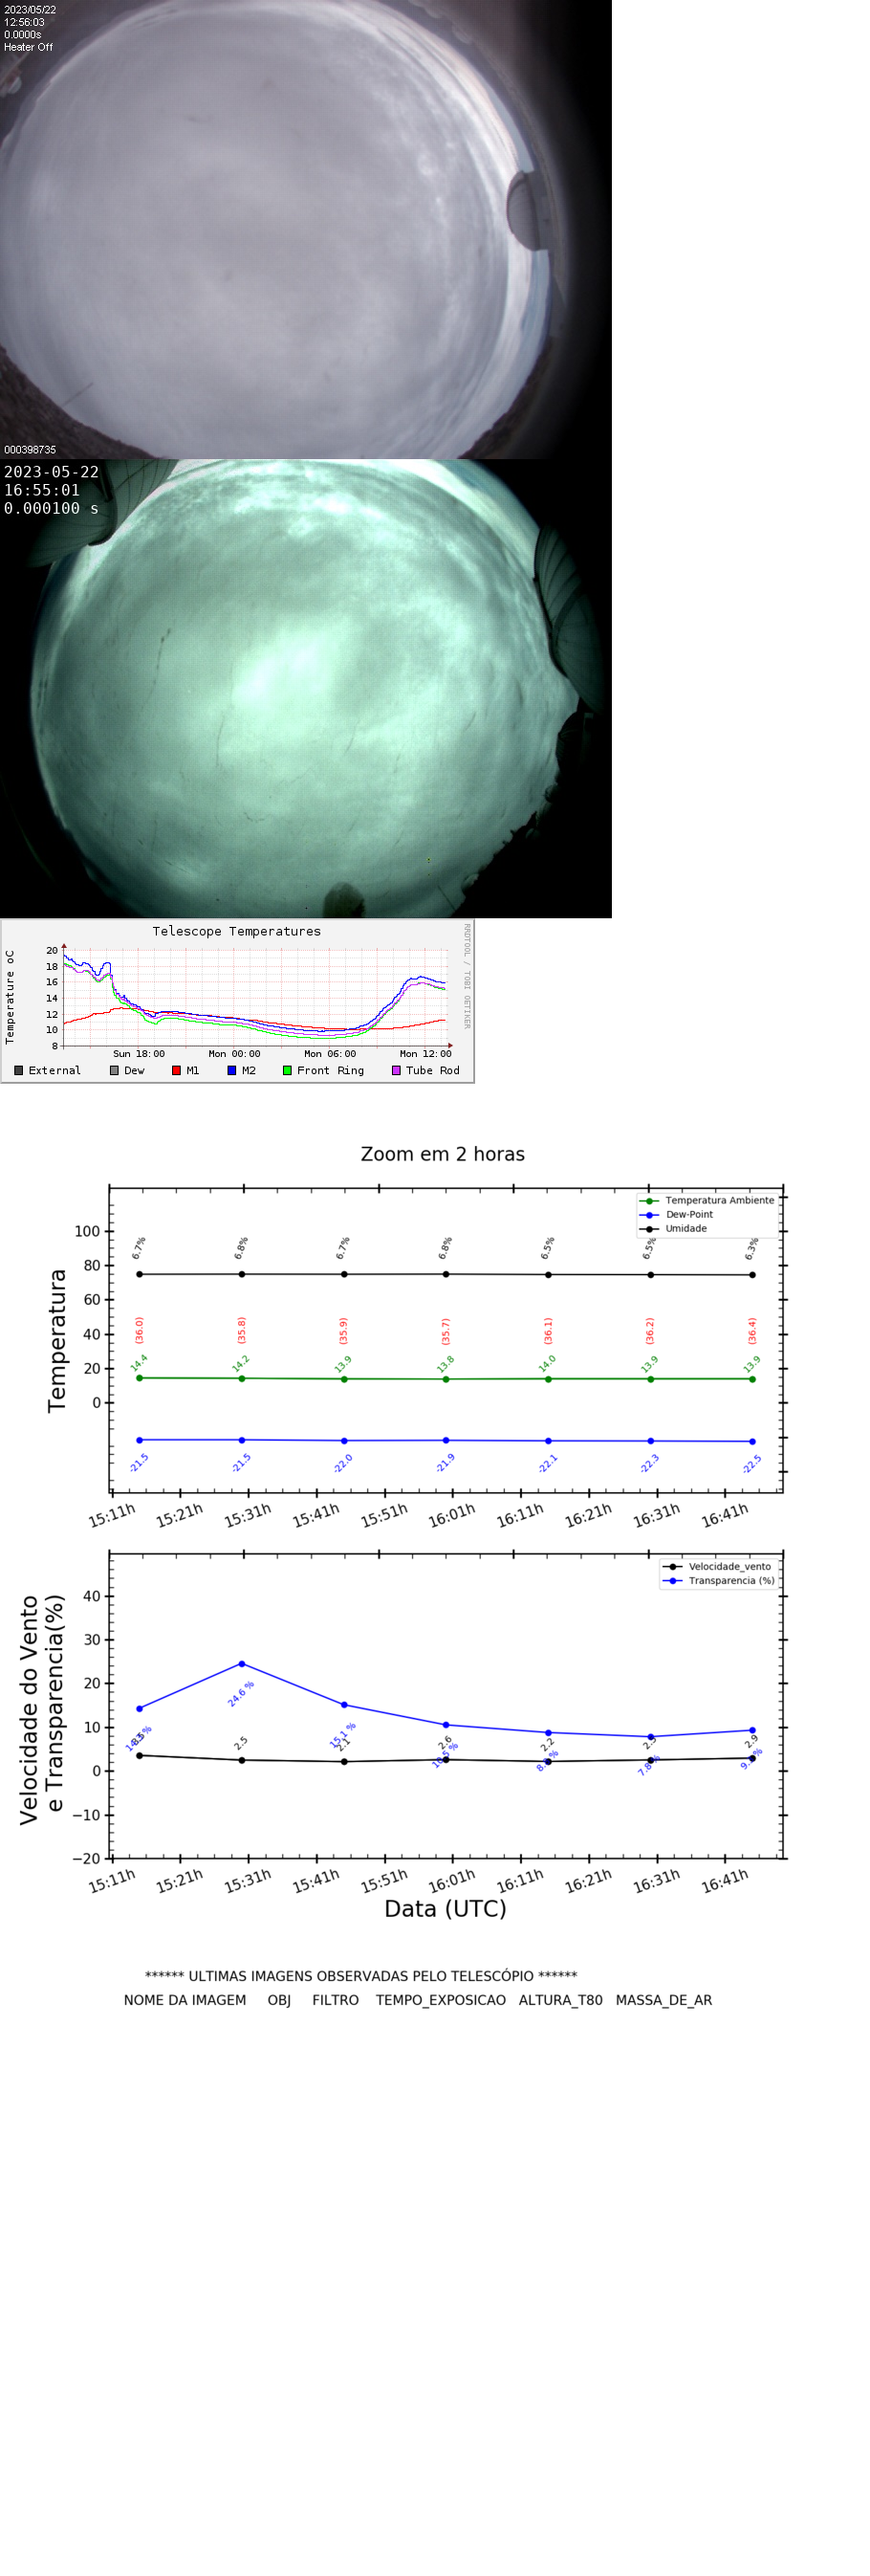 2023/05/22
12:56:03
0.0000s
Heater Off
000398735
2023-05-22
16:55:01
0.000100 s
Telescope Temperatures
RRDTOOL / TOBI OETIKER
Temperature oC
20
18
16
14
12
10
8
Sun 18:00 Mon 00:00 Mon 06:00 Mon 12:00
External Dew M1 M2 Front Ring Tube Rod
Zoom em 2 horas
Temperatura Ambiente
Dew-Point
Umidade
Temperatura
100
80
60
40
20
0
6.7% 6.8% 6.7% 6.8% 6.5% 6.5% 6.3%
(36.0) (35.8) (35.9) (35.7) (36.1) (36.2) (36.4)
14.4 14.2 13.9 13.8 14.0 13.9 13.9
-21.5 -21.5 -22.0 -21.9 -22.1 -22.3 -22.5
15:11h 15:21h 15:31h 15:41h 15:51h 16:01h 16:11h 16:21h 16:31h 16:41h
Velocidade_vento
Transparencia (%)
Velocidade do Vento
e Transparencia(%)
40
30
20
10
0
−10
−20
24.6 % 15.1 %
2.5 2.1 2.6 2.2 2.9
15:11h 15:21h 15:31h 15:41h 15:51h 16:01h 16:11h 16:21h 16:31h 16:41h
Data (UTC)
****** ULTIMAS IMAGENS OBSERVADAS PELO TELESCÓPIO ******
NOME DA IMAGEM OBJ FILTRO TEMPO_EXPOSICAO ALTURA_T80 MASSA_DE_AR